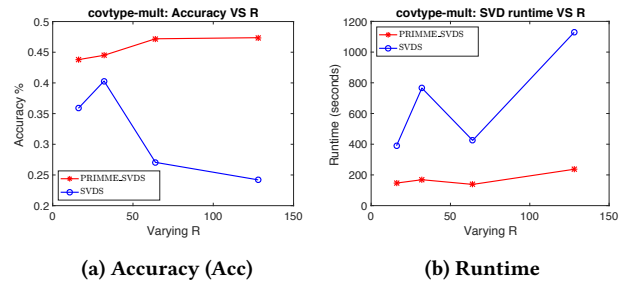 covtype-mult: Accuracy VS R
0.5
0.45
0.4
0.35
0.3
0.25
0.2
Accuracy %
PRIMME_SVDS
SVDS
0
50
100
150
Varying R
(a) Accuracy (Acc)
covtype-mult: SVD runtime VS R
1200
1000
800
600
400
200
0
Runtime (seconds)
PRIMME_SVDS
SVDS
0
50
100
150
Varying R
(b) Runtime